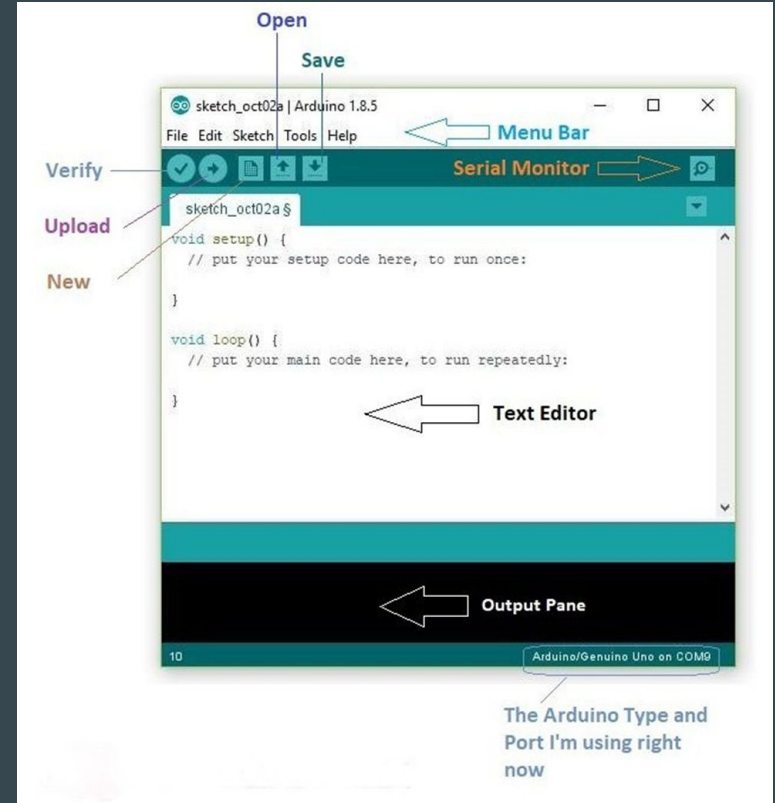 Open
Save
sketch_oct02a | Arduino 1.8.5
File Edit Sketch Tools Help
Menu Bar
Verify
Serial Monitor
Upload
sketch_oct02a §
New
void setup() {
// put your setup code here, to run once:
}
void loop() {
// put your main code here, to run repeatedly:
}
Text Editor
Output Pane
10
Arduino/Genuino Uno on COM9
The Arduino Type and
Port I'm using right
now